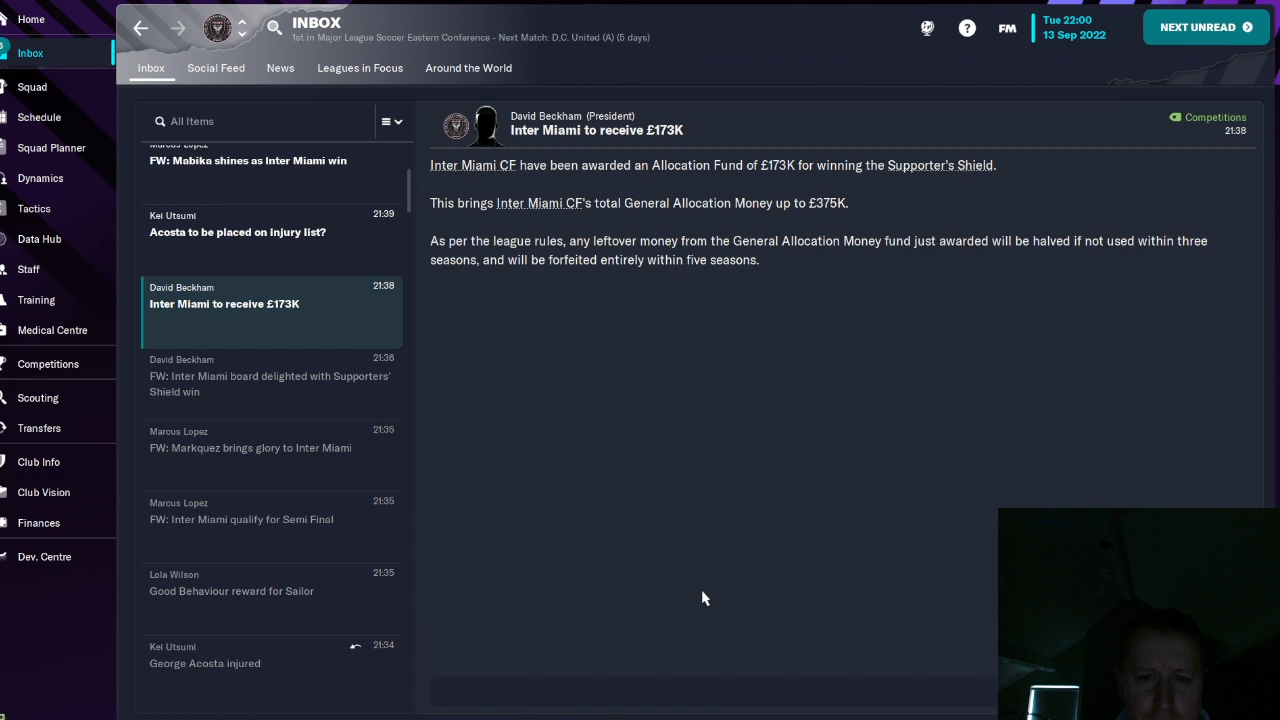 Home
INBOX
1st in Major League Soccer Eastern Conference - Next Match: D.C. United (A) (5 days)
FM
Tue 22:00
13 Sep 2022
NEXT UNREAD
Inbox
Inbox
Social Feed
News
Leagues in Focus
Around the World
Squad
Schedule
Squad Planner
Dynamics
Tactics
Data Hub
Staff
Training
Medical Centre
Competitions
Scouting
Transfers
Club Info
Club Vision
Finances
Dev. Centre
All Items
Marcus Lopez
FW: Mabika shines as Inter Miami win
Kei Utsumi
21:39
Acosta to be placed on Injury list?
David Beckham
21:38
Inter Miami to receive £173K
David Beckham
21:36
FW: Inter Miami board delighted with Supporters'
Shield win
Marcus Lopez
21:35
FW: Markquez brings glory to Inter Miami
Marcus Lopez
21:35
FW: Inter Miami qualify for Semi Final
Lola Wilson
21:35
Good Behaviour reward for Sailor
Kei Utsumi
21:34
George Acosta injured
David Beckham (President)
Inter Miami to receive £173K
Competitions
21:38
Inter Miami CF have been awarded an Allocation Fund of £173K for winning the Supporter's Shield.
This brings Inter Miami CF's total General Allocation Money up to £375K.
As per the league rules, any leftover money from the General Allocation Money fund just awarded will be halved if not used within three
seasons, and will be forfeited entirely within five seasons.